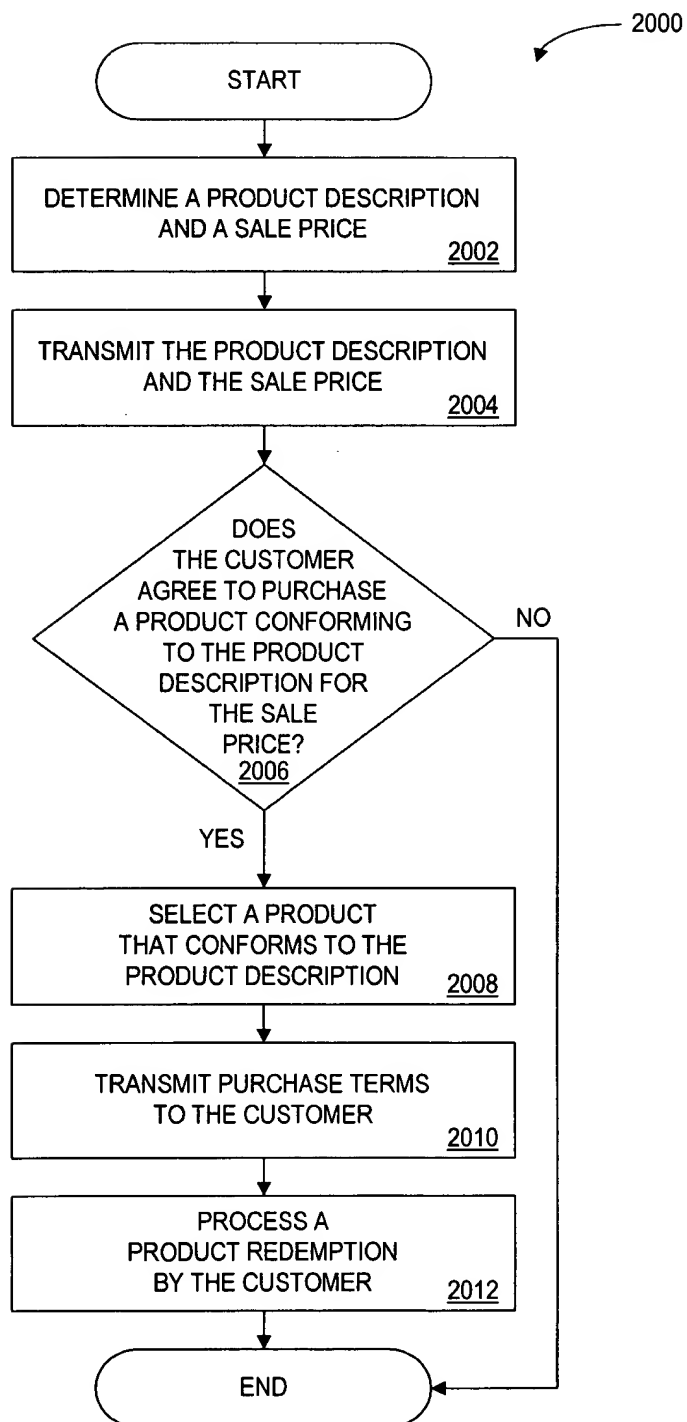 2000
START
DETERMINE A PRODUCT DESCRIPTION
AND A SALE PRICE
2002
TRANSMIT THE PRODUCT DESCRIPTION
AND THE SALE PRICE
2004
DOES
THE CUSTOMER
AGREE TO PURCHASE
A PRODUCT CONFORMING
TO THE PRODUCT
DESCRIPTION FOR
THE SALE
PRICE?
2006
NO
YES
SELECT A PRODUCT
THAT CONFORMS TO THE
PRODUCT DESCRIPTION
2008
TRANSMIT PURCHASE TERMS
TO THE CUSTOMER
2010
PROCESS A
PRODUCT REDEMPTION
BY THE CUSTOMER
2012
END